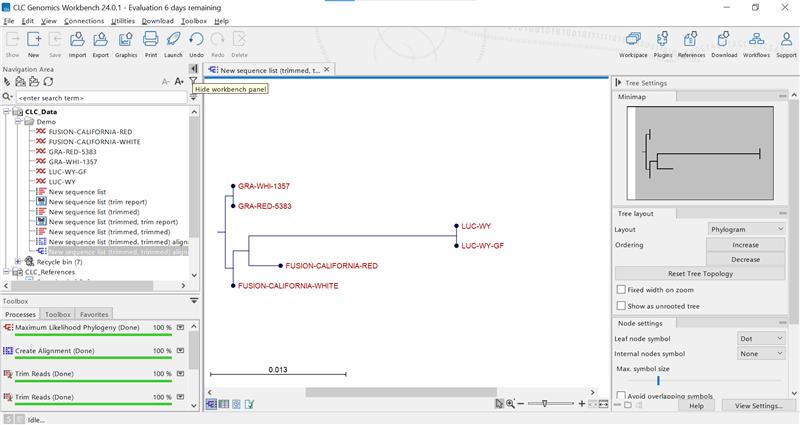 CLC Genomics Workbench 24.0.1 - Evaluation 6 days remaining
File Edit View Connections Utilities Download Toolbox Help
Show New Save Import Export Graphics Print Launch Undo Redo Cut Copy Paste Delete Workspace Plugins References Download Workflows Support
Navigation Area
New sequence list (trimmed, t...
Hide workbench panel
<enter search term>
CLC_Data
Demo
FUSION-CALIFORNIA-RED
FUSION-CALIFORNIA-WHITE
GRA-RED-5383
GRA-WHI-1357
LUC-WY-GF
LUC-WY
New sequence list
New sequence list (trim report)
New sequence list (trimmed)
New sequence list (trimmed, trim report)
New sequence list (trimmed, trimmed)
New sequence list (trimmed, trimmed) align
New sequence list (trimmed, trimmed) align
Recycle bin (7)
CLC_References
Toolbox
Processes Toolbox Favorites
Maximum Likelihood Phylogeny (Done) 100 %
Create Alignment (Done) 100 %
Trim Reads (Done) 100 %
Trim Reads (Done) 100 %
Idle...
GRA-WHI-1357
GRA-RED-5383
LUC-WY
LUC-WY-GF
FUSION-CALIFORNIA-RED
FUSION-CALIFORNIA-WHITE
0.013
Tree Settings
Minimap
Tree layout
Layout Phylogram
Ordering Increase
Decrease
Reset Tree Topology
Fixed width on zoom
Show as unrooted tree
Node settings
Leaf node symbol Dot
Internal nodes symbol None
Max. symbol size
Avoid overlapping symbols
Help View Settings...